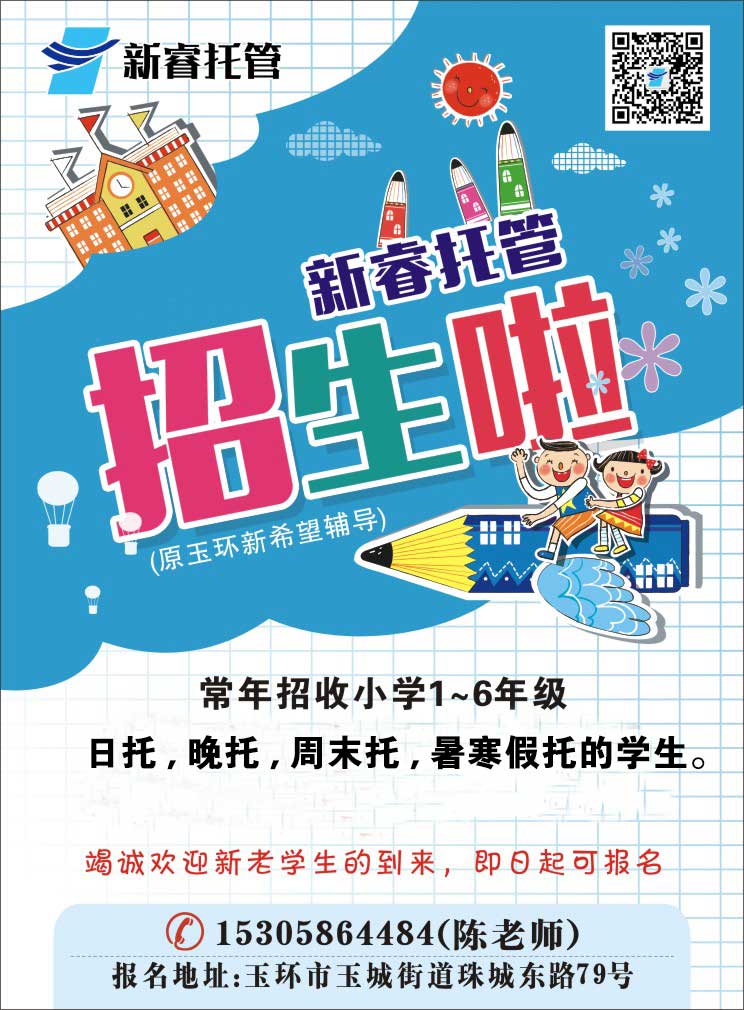 新睿托管
新睿托管
招生啦
(原玉环新希望辅导)
常年招收小学1~6年级
日托,晚托,周末托,暑寒假托的学生。
竭诚欢迎新老学生的到来，即日起可报名
15305864484(陈老师)
报名地址:玉环市玉城街道珠城东路79号